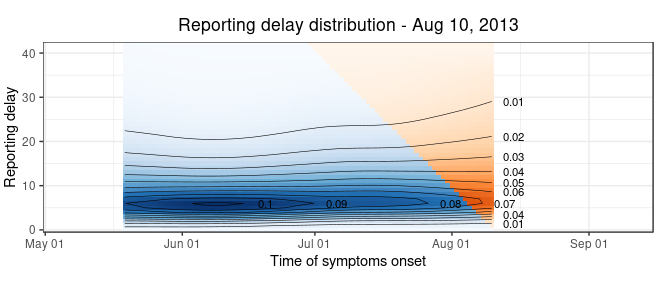 Reporting delay distribution - Aug 10, 2013
Reporting delay
40
30
20
10
0
0.01
0.02
0.03
0.04
0.05
0.06
0.1
0.09
0.08
0.07
0.04
0.01
May 01
Jun 01
Jul 01
Aug 01
Sep 01
Time of symptoms onset